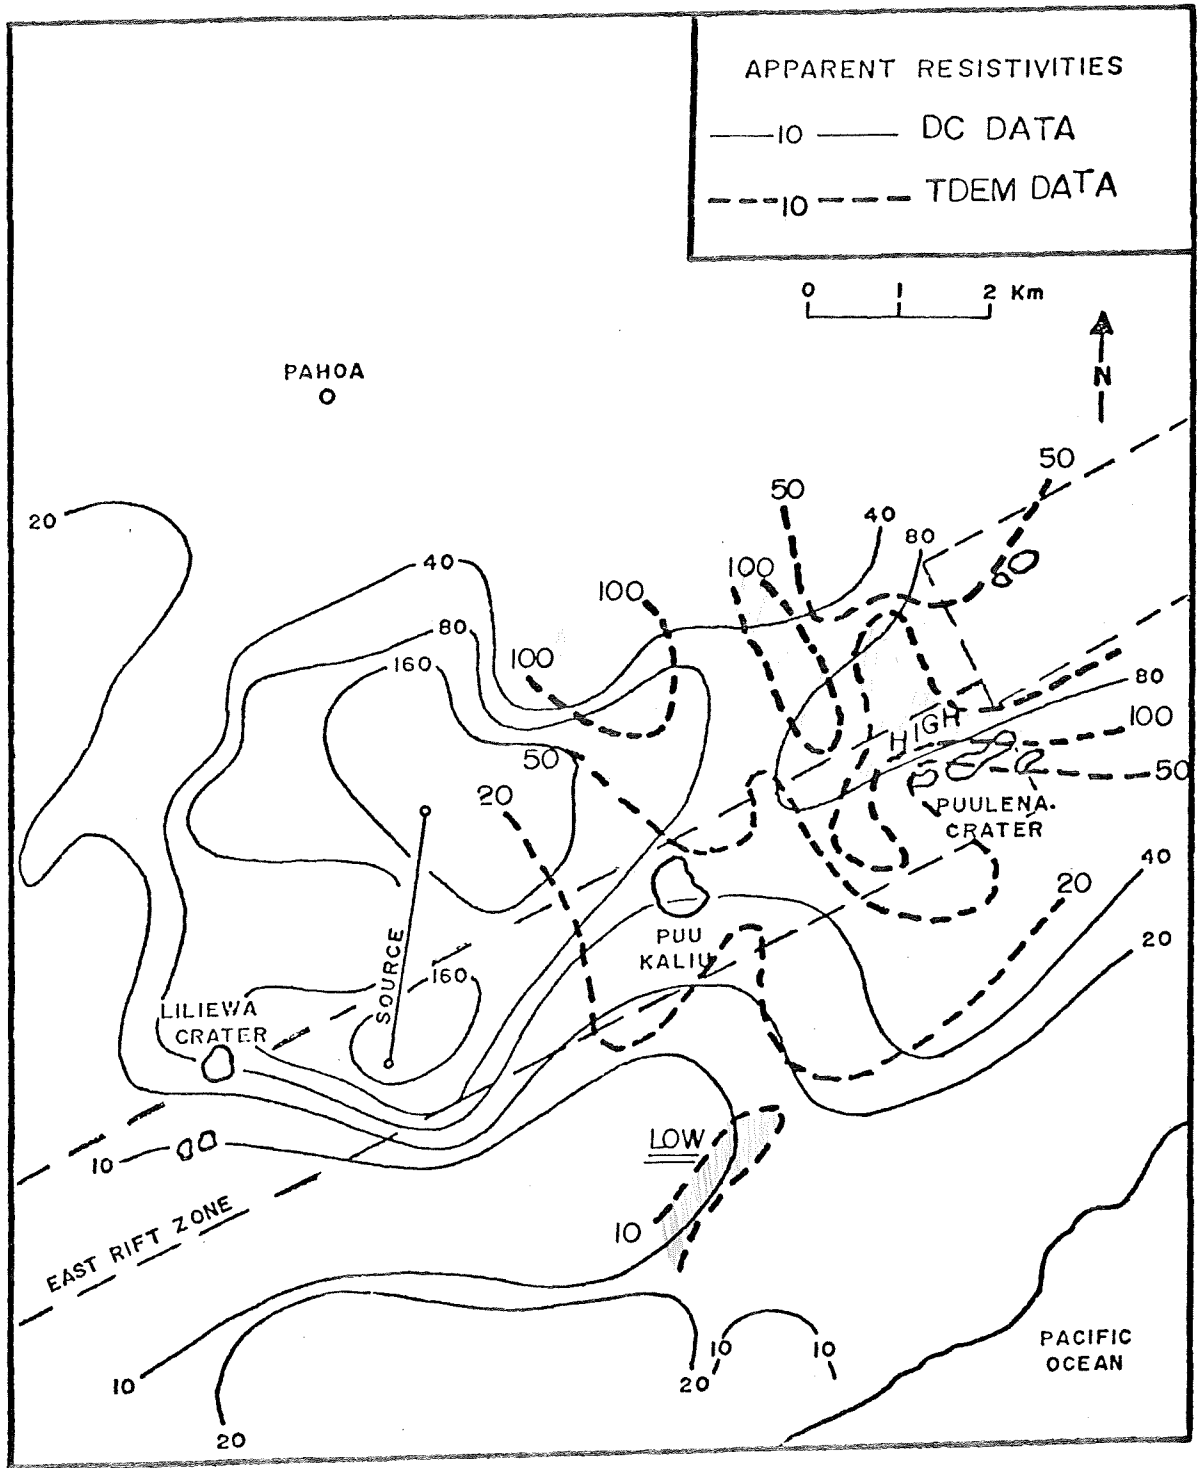 APPARENT RESISTIVITIES
10 DC DATA
10 TDEM DATA
0 1 2 Km
N
PAHOA
50
50
20
40
80
40
100
100
80
100
160
80
HIGH
100
50
50
20
PUULENA.
CRATER
40
20
PUU
KALIU
20
SOURCE
160
LILIEWA
CRATER
LOW
10
EAST RIFT ZONE
10
10
20
10
10
20
PACIFIC
OCEAN